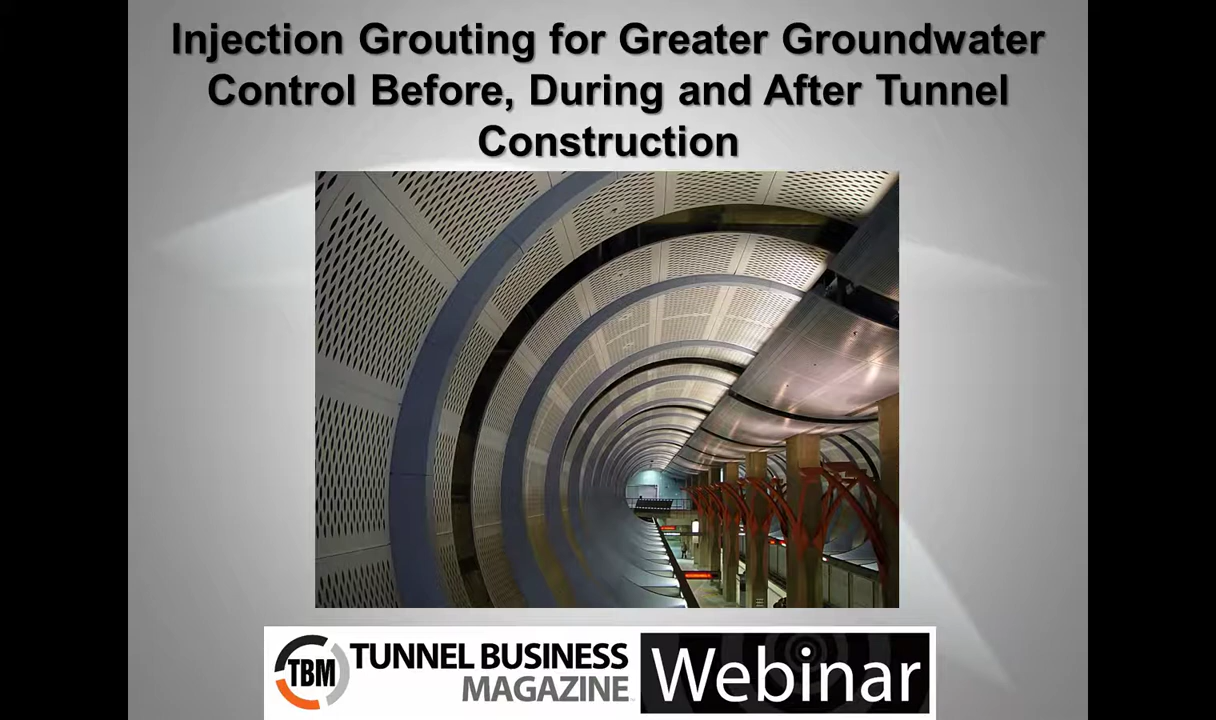 Injection Grouting for Greater Groundwater
Control Before, During and After Tunnel
Construction
TBM TUNNEL BUSINESS
MAGAZINE
Webinar